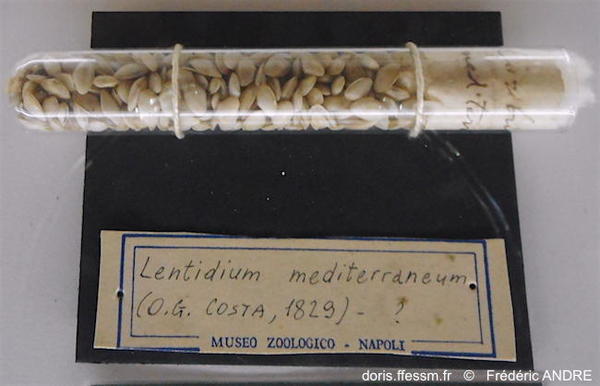 Lentidium mediterraneum
(O.G. COSTA, 1829) - ?
MUSEO ZOOLOGICO - NAPOLI
doris.ffessm.fr © Frédéric ANDRE